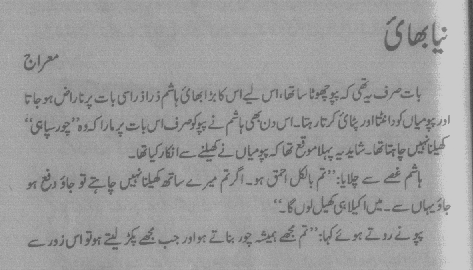 نیا بھائی
معراج
بات صرف یہ تھی کہ پپو چھوٹا سا تھا، اس لیے اس کا بڑا بھائی ہاشم ذرا ذرا سی بات پر ناراض ہو جاتا
اور پپو میاں کو ڈانٹتا اور پٹائی کرتا رہتا۔ اس دن بھی ہاشم نے پپو کو صرف اس بات پر مارا کہ وہ ”چور سپاہی“
کھیلنا نہیں چاہتا تھا۔ شاید یہ پہلا موقع تھا کہ پپو میاں نے کھیلنے سے انکار کیا تھا۔
ہاشم غصے سے چلایا: ”تم بالکل احمق ہو۔ اگر تم میرے ساتھ کھیلنا نہیں چاہتے تو جاؤ دفع ہو
جاؤ یہاں سے۔ میں اکیلا ہی کھیل لوں گا۔“
پپو نے روتے ہوئے کہا: ”تم مجھے ہمیشہ چور بناتے ہو اور جب مجھے پکڑ لیتے ہو تو اس زور سے